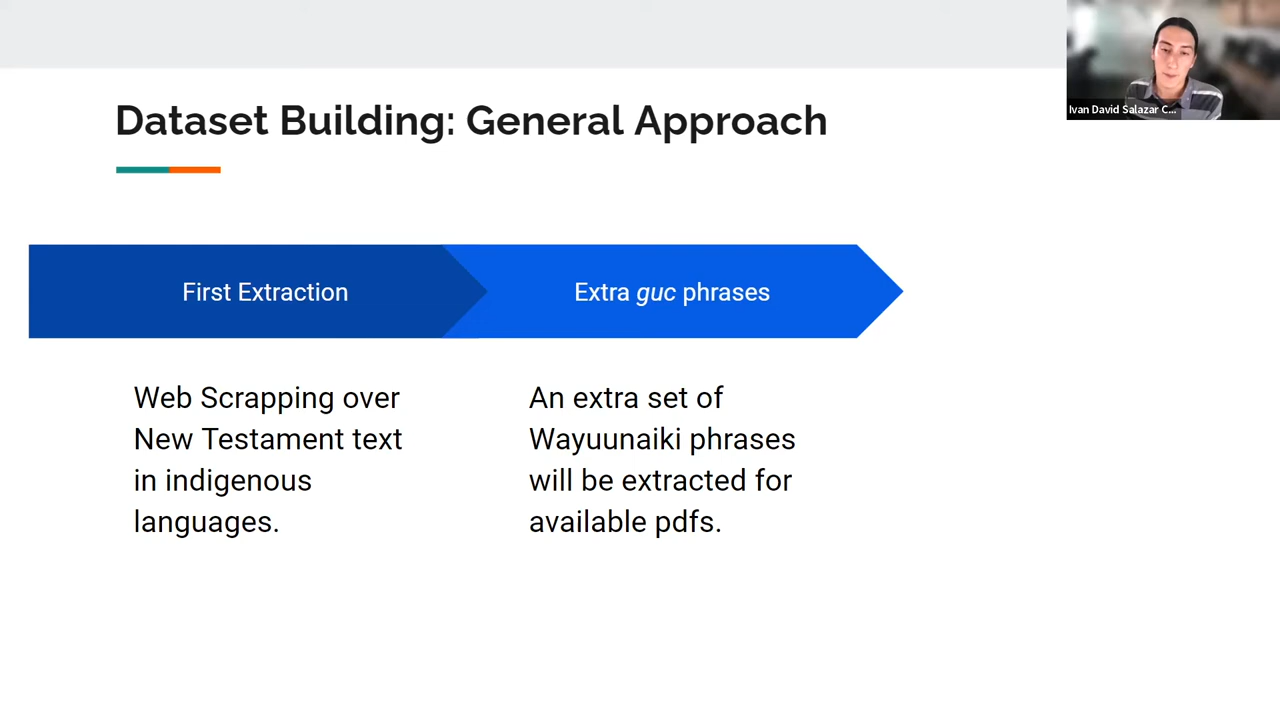 Ivan David Salazar C...
Dataset Building: General Approach
First Extraction
Extra guc phrases
Web Scrapping over
New Testament text
in indigenous
languages.
An extra set of
Wayuunaiki phrases
will be extracted for
available pdfs.